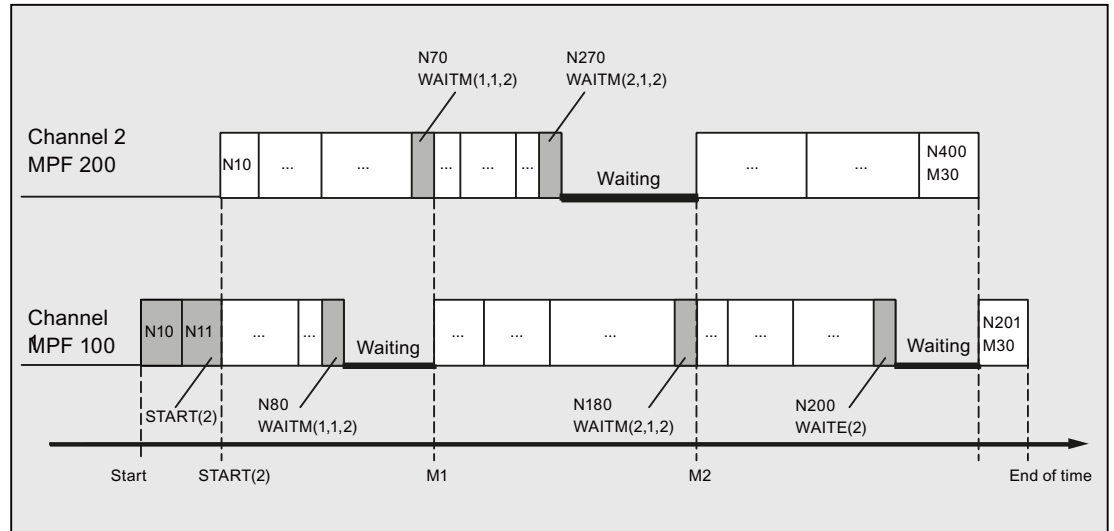 N70
WAITM(1,1,2)
N270
WAITM(2,1,2)
Channel 2
MPF 200
N10
...
...
...
...
...
Waiting
...
...
N400
M30
Channel
1
MPF 100
N10
N11
...
...
Waiting
...
...
...
...
...
...
Waiting
N201
M30
START(2)
N80
WAITM(1,1,2)
N180
WAITM(2,1,2)
N200
WAITE(2)
Start
START(2)
M1
M2
End of time